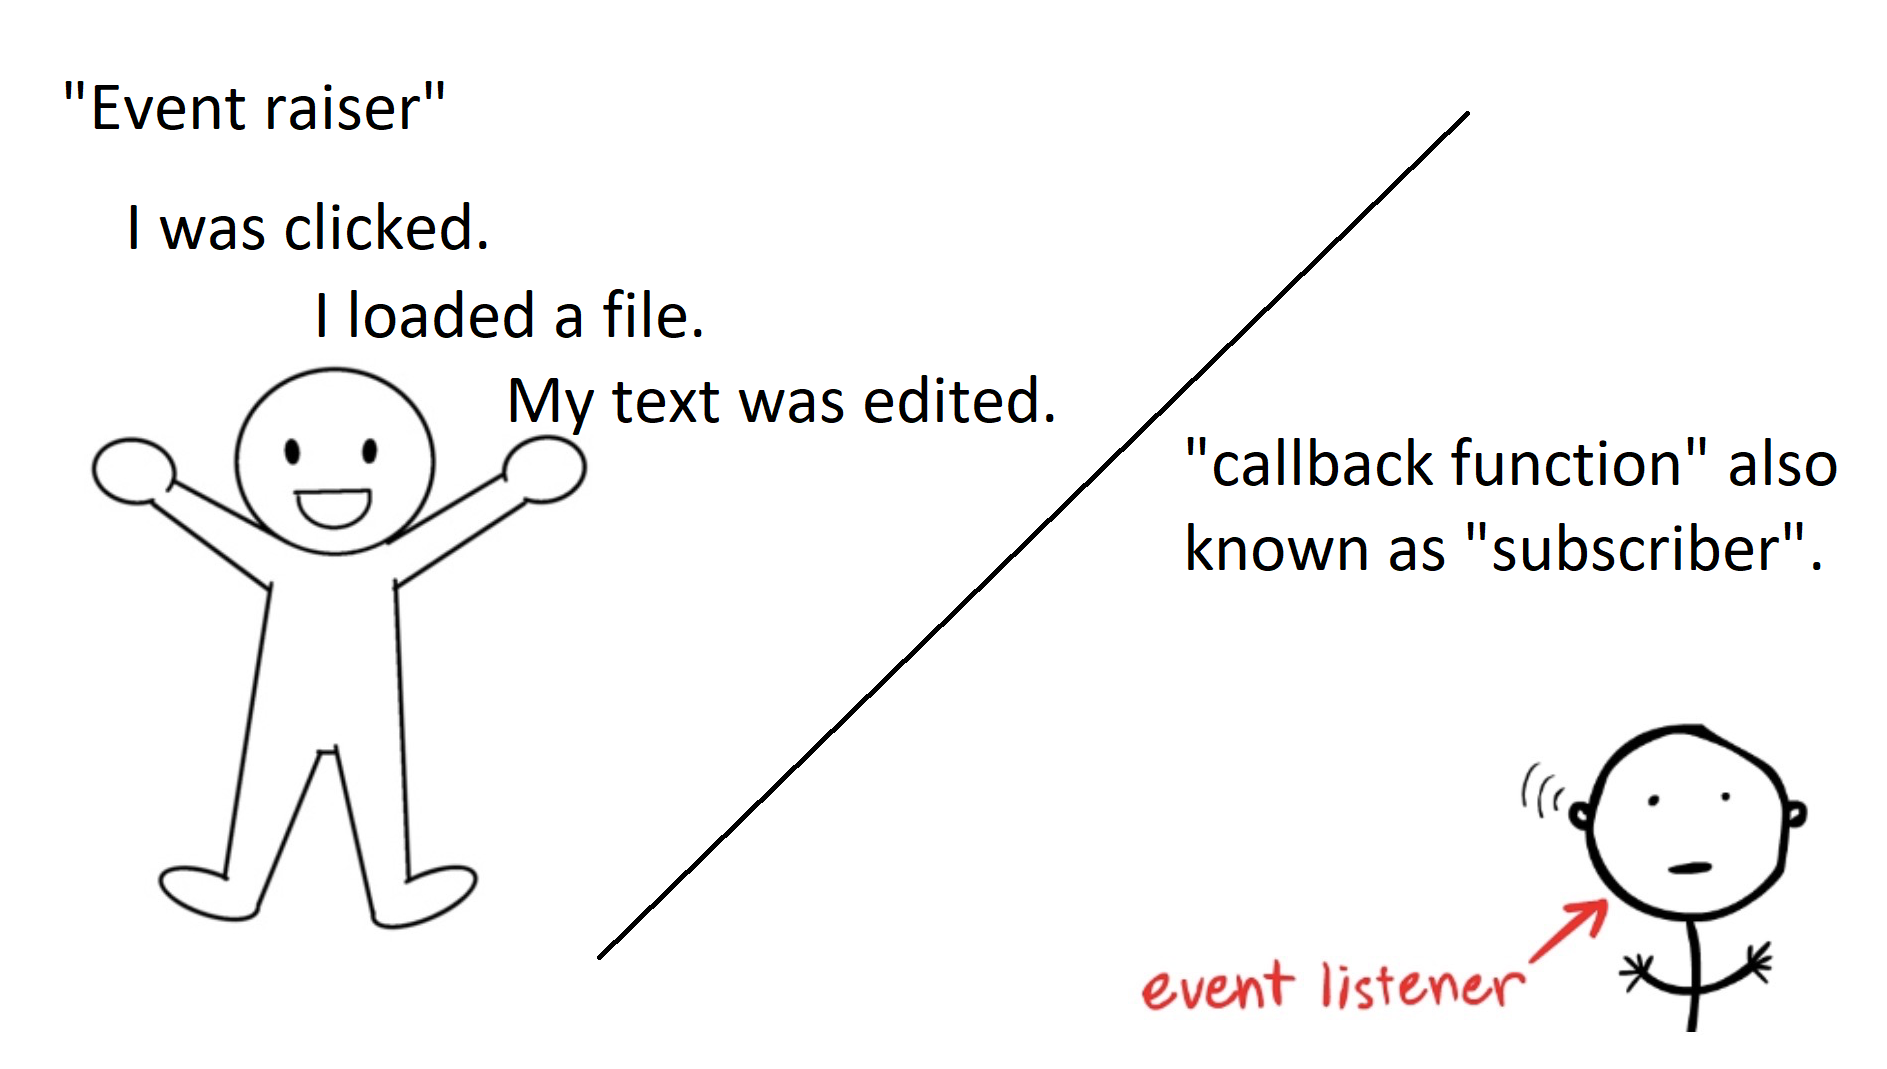 "Event raiser"
I was clicked.
I loaded a file.
My text was edited.
"callback function" also
known as "subscriber".
event listener